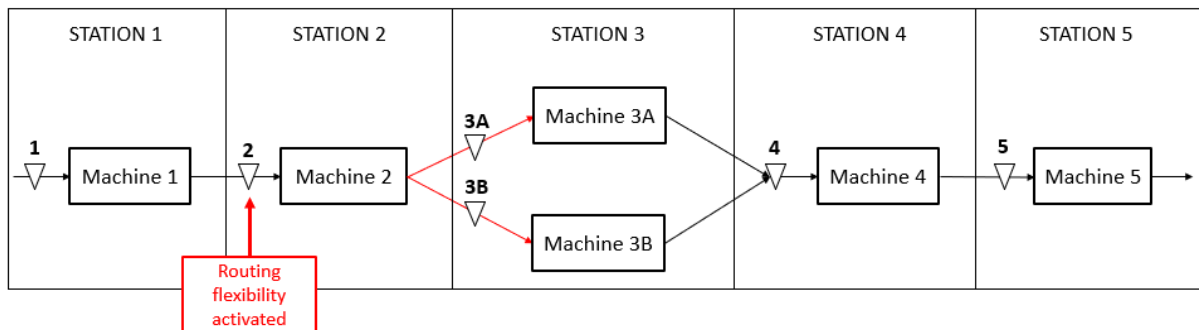 STATION 1
STATION 2
STATION 3
STATION 4
STATION 5
3A
Machine 3A
1
Machine 1
2
Machine 2
4
Machine 4
5
Machine 5
3B
Machine 3B
Routing
flexibility
activated